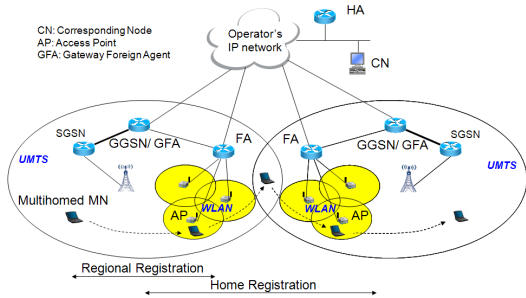 HA
CN: Corresponding Node
AP: Access Point
GFA: Gateway Foreign Agent
Operator's
IP network
CN
SGSN
GGSN/ GFA
FA
UMTS
WLAN
AP
Multihomed MN
FA
GGSN/ GFA
SGSN
UMTS
WLAN
AP
Regional Registration
Home Registration